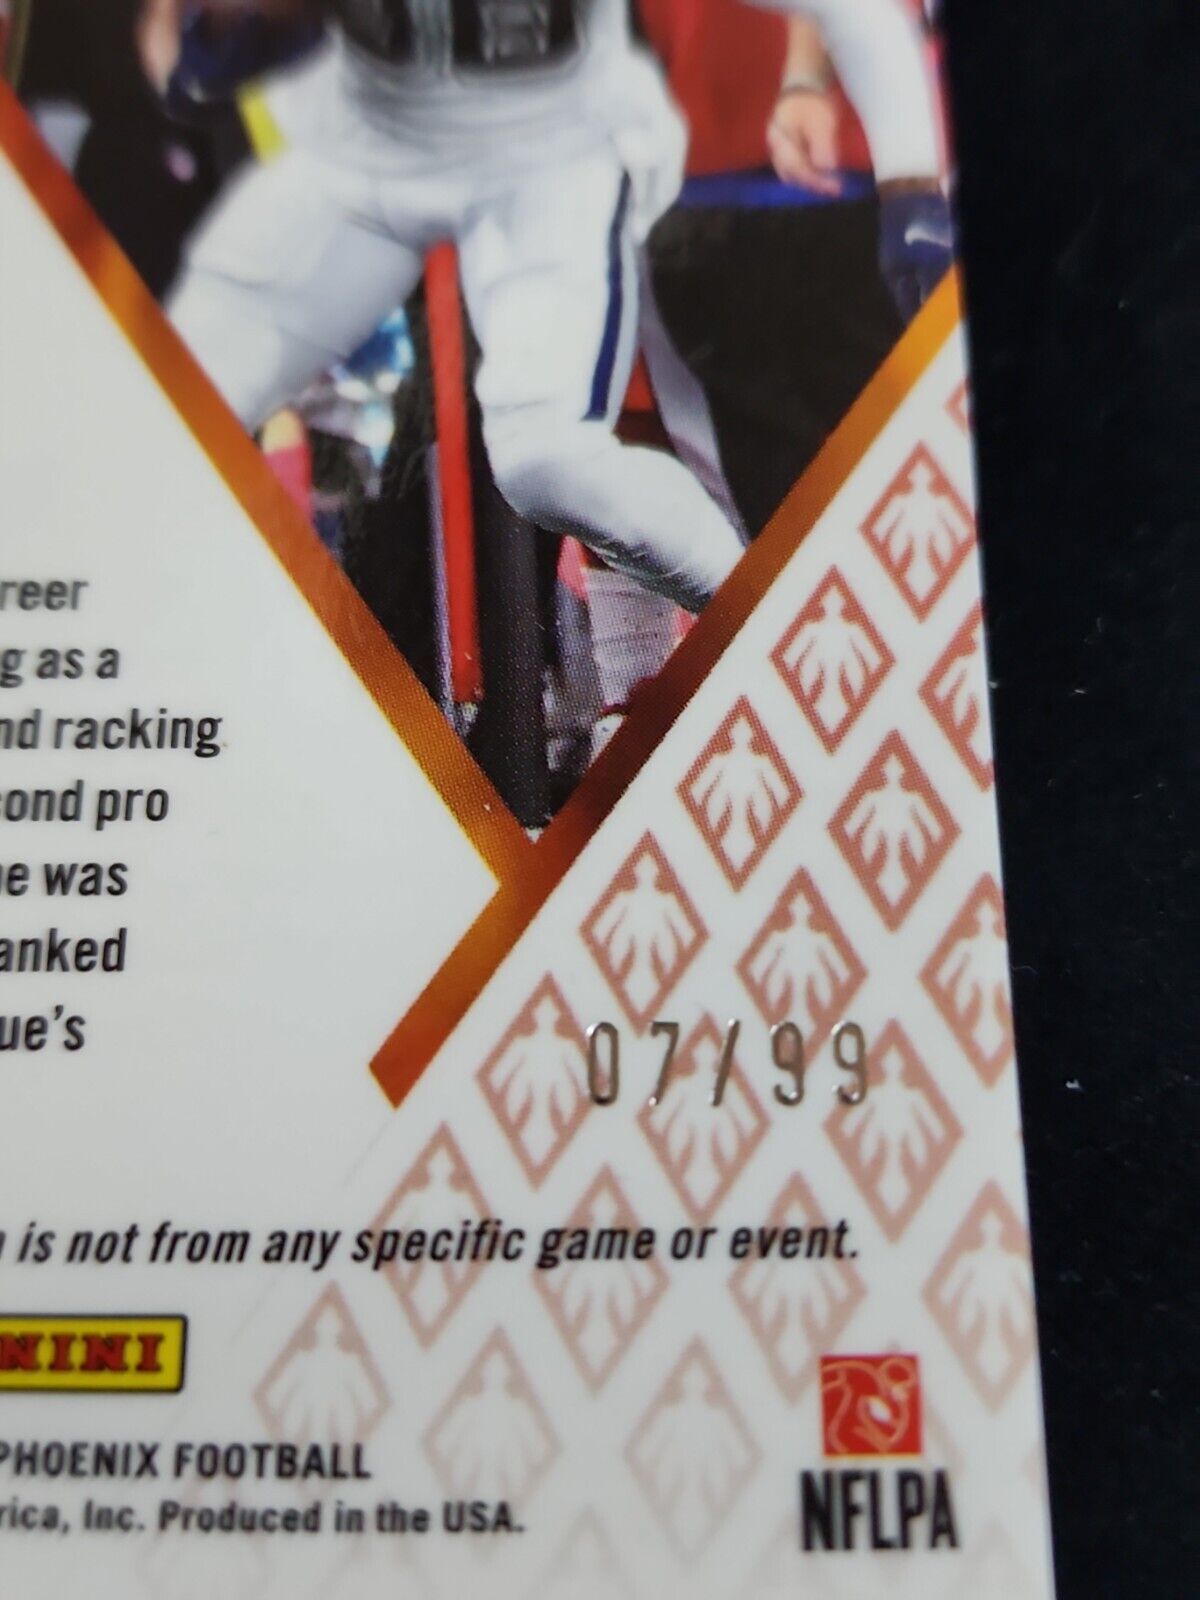 reer
g as a
nd racking
cond pro
e was
anked
ue's
07/99
is not from any specific game or event.
NINI
PHOENIX FOOTBALL
rica, Inc. Produced in the USA.
NFLPA